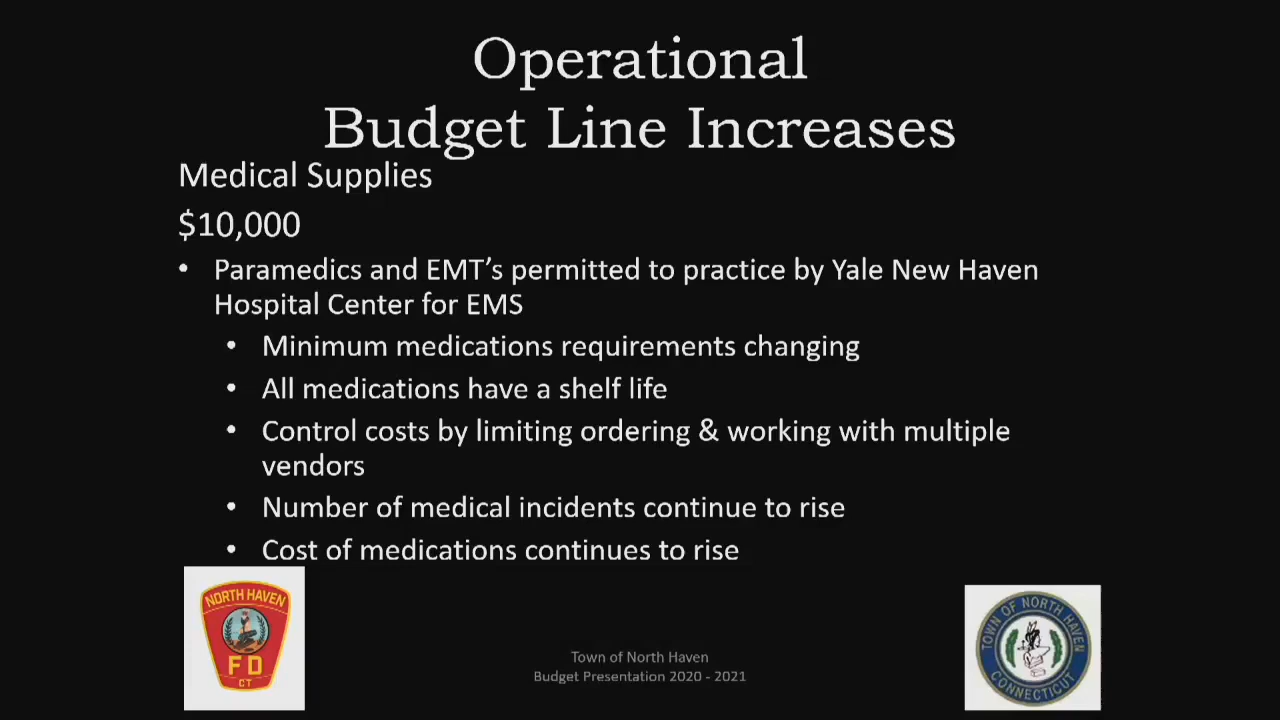 Operational
Budget Line Increases
Medical Supplies
$10,000
• Paramedics and EMT’s permitted to practice by Yale New Haven
Hospital Center for EMS
• Minimum medications requirements changing
• All medications have a shelf life
• Control costs by limiting ordering & working with multiple
vendors
• Number of medical incidents continue to rise
• Cost of medications continues to rise
NORTH HAVEN
FD
CT
Town of North Haven
Budget Presentation 2020 - 2021
TOWN OF NORTH HAVEN
CONNECTICUT